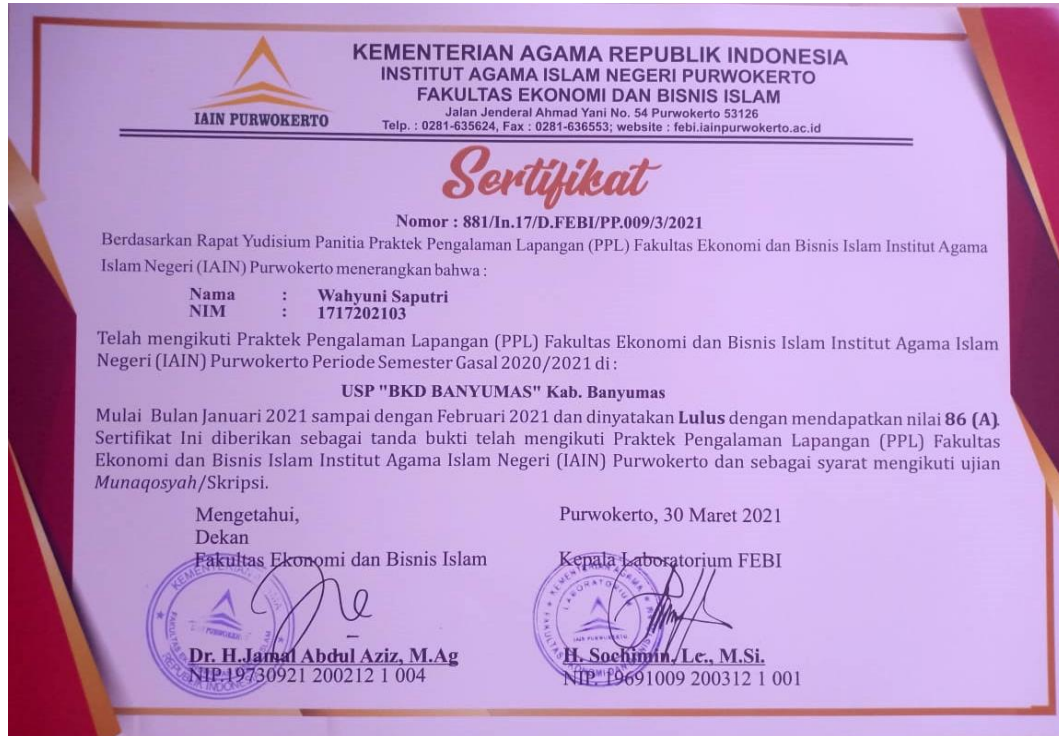 KEMENTERIAN AGAMA REPUBLIK INDONESIA
INSTITUT AGAMA ISLAM NEGERI PURWOKERTO
FAKULTAS EKONOMI DAN BISNIS ISLAM
Jalan Jenderal Ahmad Yani No. 54 Purwokerto 53126
Telp. : 0281-635624, Fax : 0281-636553; website : febi.iainpurwokerto.ac.id
IAIN PURWOKERTO
Sertifikat
Nomor : 881/In.17/D.FEBI/PP.009/3/2021
Berdasarkan Rapat Yudisium Panitia Praktek Pengalaman Lapangan (PPL) Fakultas Ekonomi dan Bisnis Islam Institut Agama
Islam Negeri (IAIN) Purwokerto menerangkan bahwa :
Nama : Wahyuni Saputri
NIM : 1717202103
Telah mengikuti Praktek Pengalaman Lapangan (PPL) Fakultas Ekonomi dan Bisnis Islam Institut Agama Islam
Negeri (IAIN) Purwokerto Periode Semester Gasal 2020/2021 di :
USP "BKD BANYUMAS" Kab. Banyumas
Mulai Bulan Januari 2021 sampai dengan Februari 2021 dan dinyatakan Lulus dengan mendapatkan nilai 86 (A).
Sertifikat Ini diberikan sebagai tanda bukti telah mengikuti Praktek Pengalaman Lapangan (PPL) Fakultas
Ekonomi dan Bisnis Islam Institut Agama Islam Negeri (IAIN) Purwokerto dan sebagai syarat mengikuti ujian
Munaqosyah/Skripsi.
Mengetahui,
Dekan
Fakultas Ekonomi dan Bisnis Islam
Dr. H.Jamal Abdul Aziz, M.Ag
NIP.19730921 200212 1 004
Purwokerto, 30 Maret 2021
Kepala Laboratorium FEBI
H. Sochimin, Lc., M.Si.
NIP. 19691009 200312 1 001